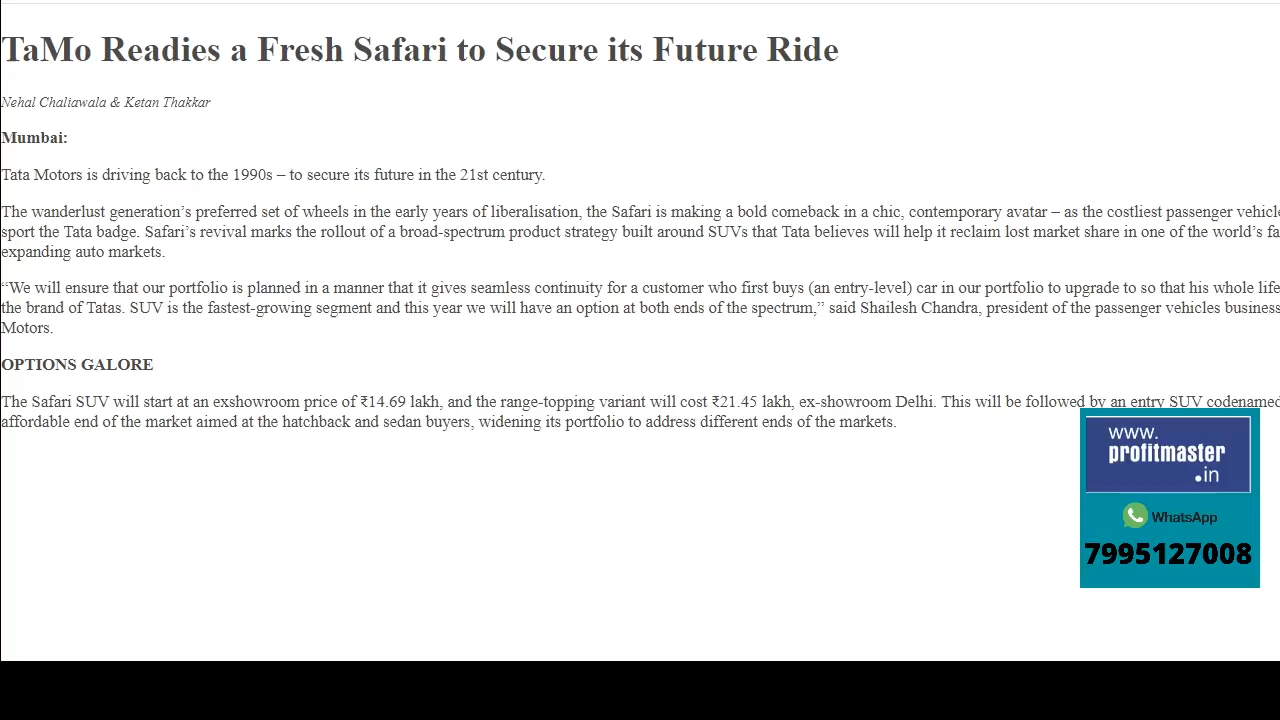 TaMo Readies a Fresh Safari to Secure its Future Ride
Nehal Chaliawala & Ketan Thakkar
Mumbai:
Tata Motors is driving back to the 1990s – to secure its future in the 21st century.
The wanderlust generation’s preferred set of wheels in the early years of liberalisation, the Safari is making a bold comeback in a chic, contemporary avatar – as the costliest passenger vehicle
sport the Tata badge. Safari’s revival marks the rollout of a broad-spectrum product strategy built around SUVs that Tata believes will help it reclaim lost market share in one of the world’s fa
expanding auto markets.
“We will ensure that our portfolio is planned in a manner that it gives seamless continuity for a customer who first buys (an entry-level) car in our portfolio to upgrade to so that his whole life
the brand of Tatas. SUV is the fastest-growing segment and this year we will have an option at both ends of the spectrum,” said Shailesh Chandra, president of the passenger vehicles business
Motors.
OPTIONS GALORE
The Safari SUV will start at an exshowroom price of ₹14.69 lakh, and the range-topping variant will cost ₹21.45 lakh, ex-showroom Delhi. This will be followed by an entry SUV codenamed
affordable end of the market aimed at the hatchback and sedan buyers, widening its portfolio to address different ends of the markets.
www.
profitmaster
.in
WhatsApp
7995127008